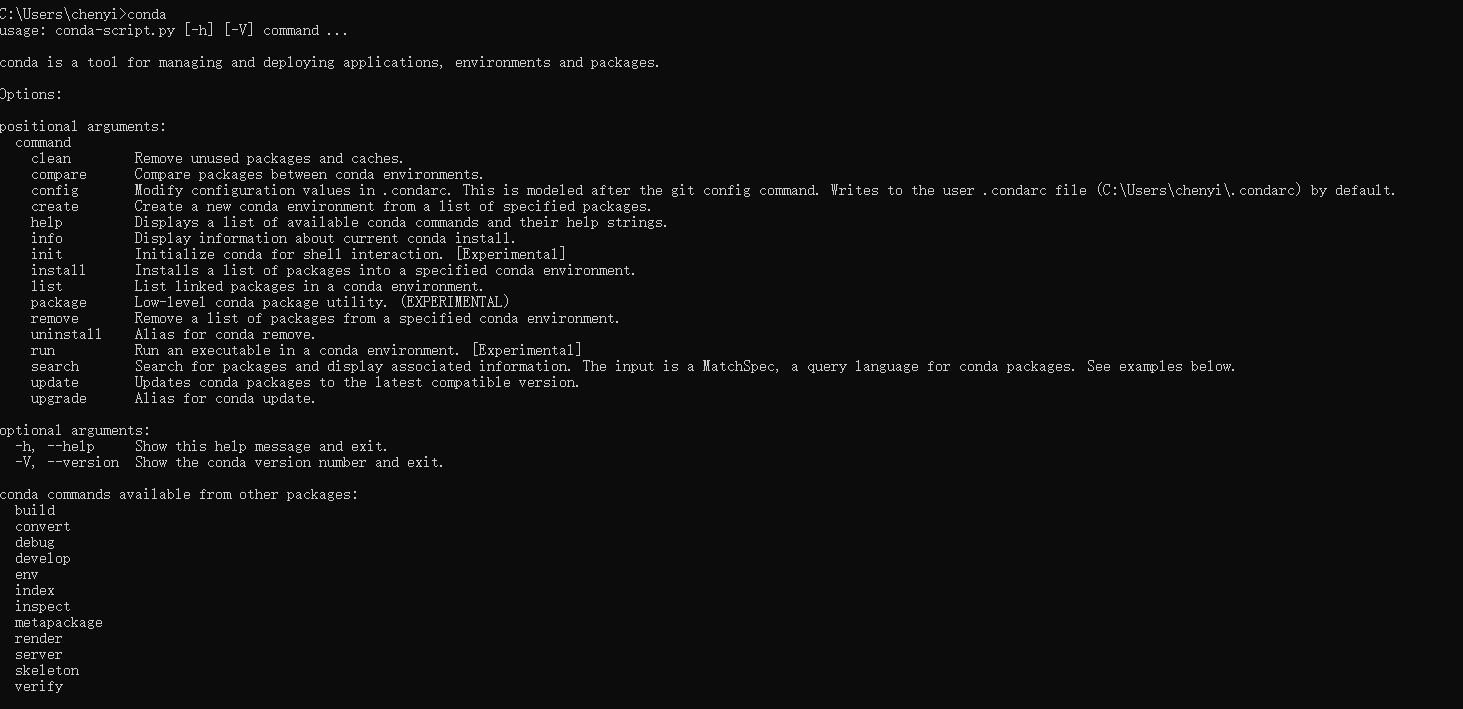 C:\Users\chenyi>conda
usage: conda-script.py [-h] [-V] command ...
conda is a tool for managing and deploying applications, environments and packages.
Options:
positional arguments:
command
clean Remove unused packages and caches.
compare Compare packages between conda environments.
config Modify configuration values in .condarc. This is modeled after the git config command. Writes to the user .condarc file (C:\Users\chenyi\.condarc) by default.
create Create a new conda environment from a list of specified packages.
help Displays a list of available conda commands and their help strings.
info Display information about current conda install.
init Initialize conda for shell interaction. [Experimental]
install Installs a list of packages into a specified conda environment.
list List linked packages in a conda environment.
package Low-level conda package utility. (EXPERIMENTAL)
remove Remove a list of packages from a specified conda environment.
uninstall Alias for conda remove.
run Run an executable in a conda environment. [Experimental]
search Search for packages and display associated information. The input is a MatchSpec, a query language for conda packages. See examples below.
update Updates conda packages to the latest compatible version.
upgrade Alias for conda update.
optional arguments:
-h, --help Show this help message and exit.
-V, --version Show the conda version number and exit.
conda commands available from other packages:
build
convert
debug
develop
env
index
inspect
metapackage
render
server
skeleton
verify